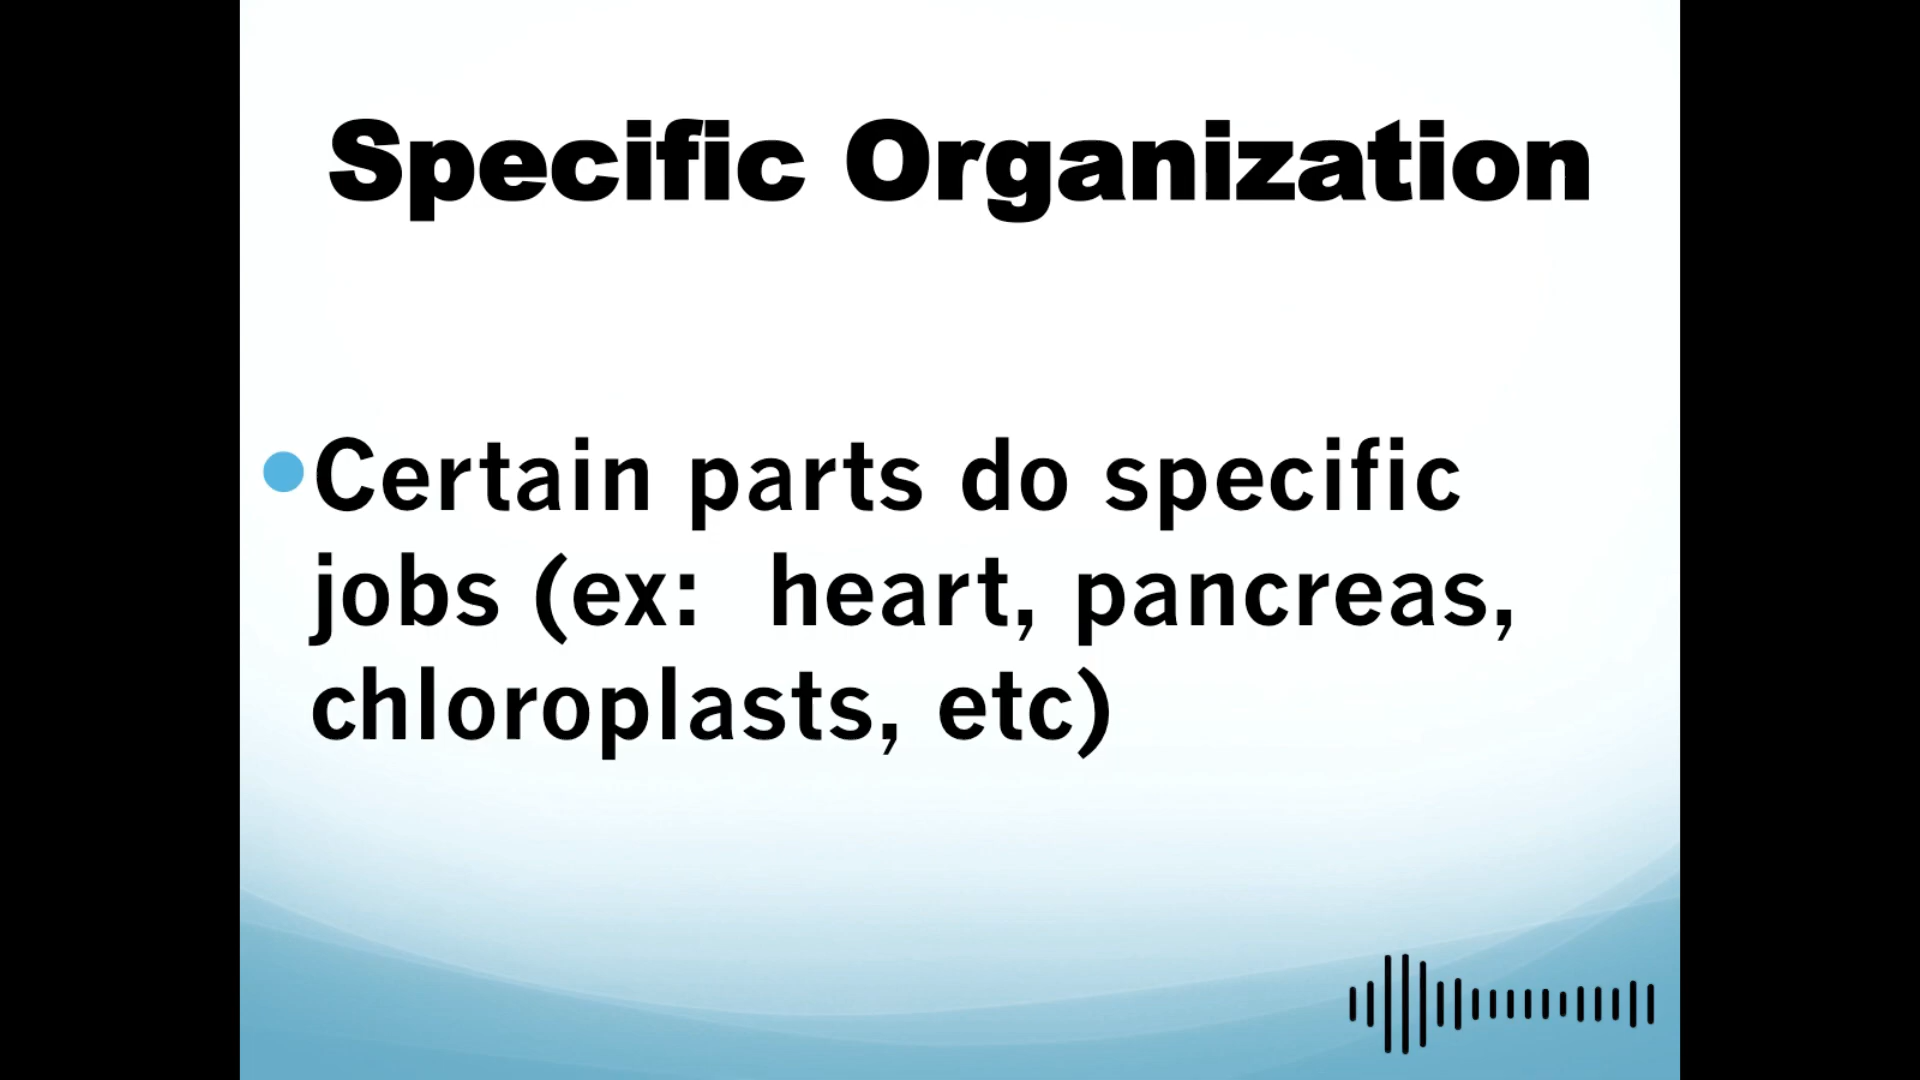 Specific Organization
Certain parts do specific
jobs (ex:  heart, pancreas,
chloroplasts, etc)